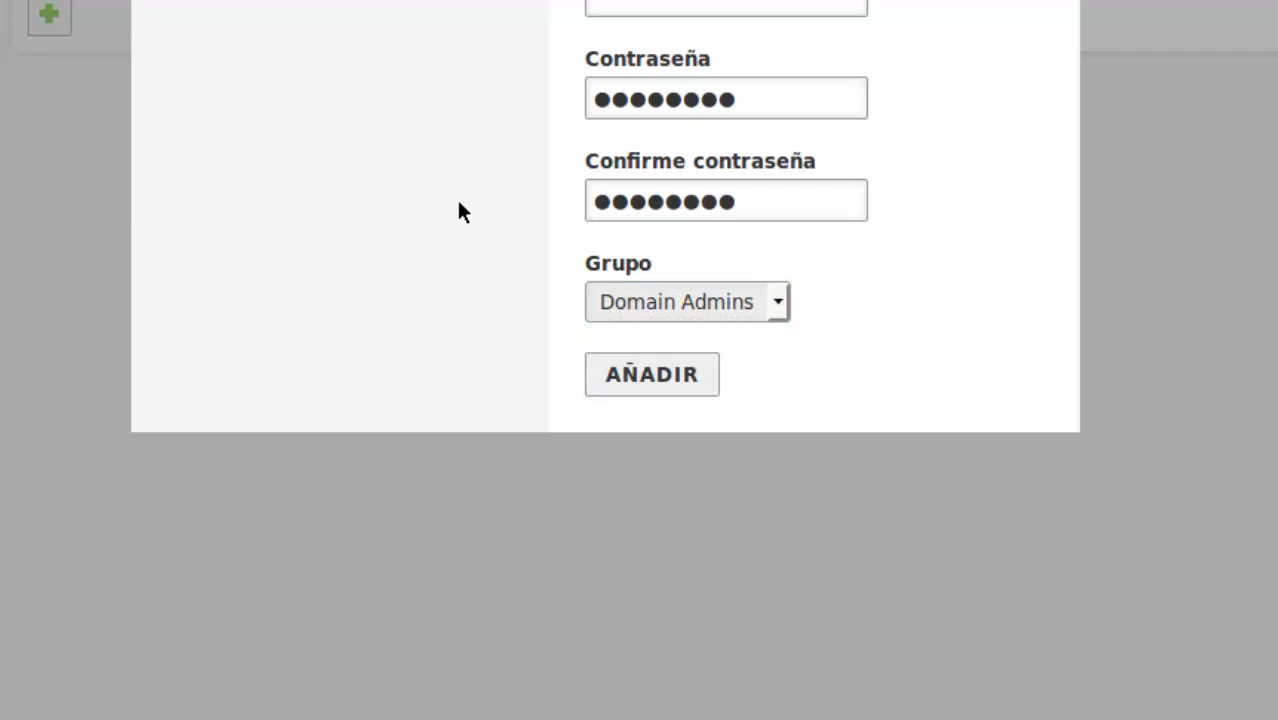 Contraseña
●●●●●●●●
Confirme contraseña
●●●●●●●●
Grupo
Domain Admins
AÑADIR